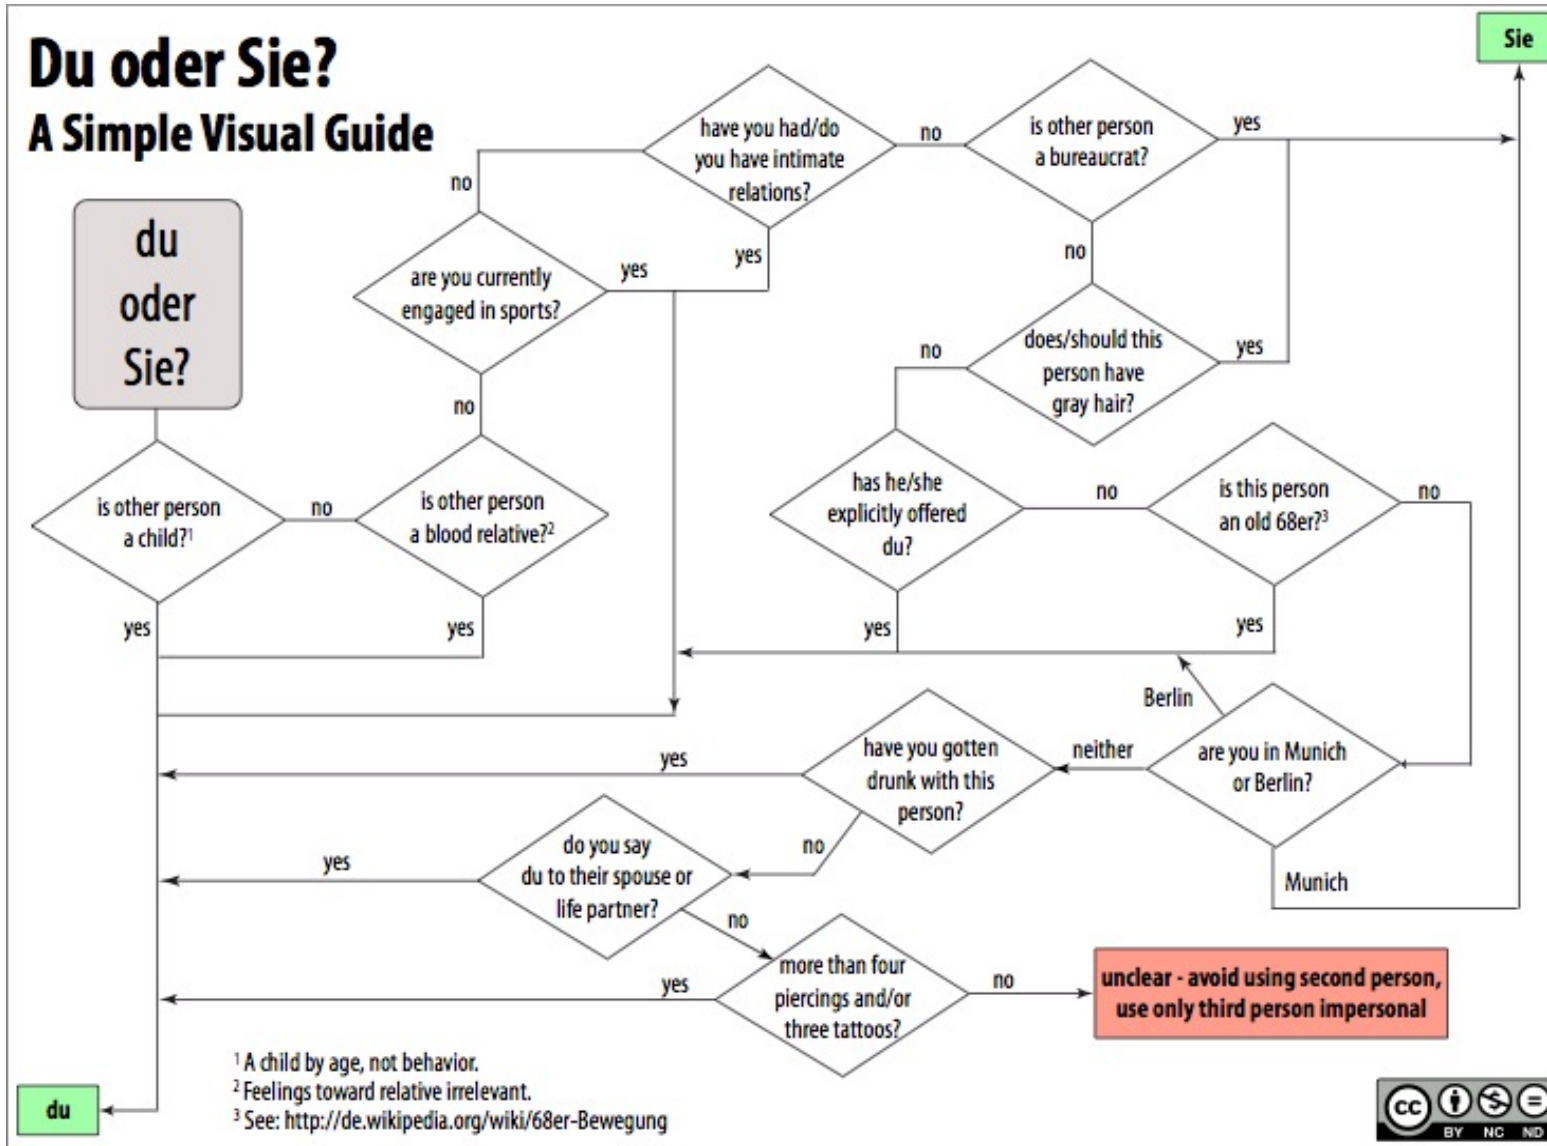 Du oder Sie?
A Simple Visual Guide
Sie
du
oder
Sie?
is other person
a child?1
no
yes
is other person
a blood relative?2
no
yes
are you currently
engaged in sports?
no
yes
have you had/do
you have intimate
relations?
no
yes
is other person
a bureaucrat?
yes
no
does/should this
person have
gray hair?
yes
no
has he/she
explicitly offered
du?
no
yes
is this person
an old 68er?3
no
yes
are you in Munich
or Berlin?
Berlin
neither
Munich
have you gotten
drunk with this
person?
yes
no
do you say
du to their spouse or
life partner?
yes
no
more than four
piercings and/or
three tattoos?
yes
no
unclear - avoid using second person,
use only third person impersonal
du
1 A child by age, not behavior.
2 Feelings toward relative irrelevant.
3 See: http://de.wikipedia.org/wiki/68er-Bewegung
cc
BY NC ND